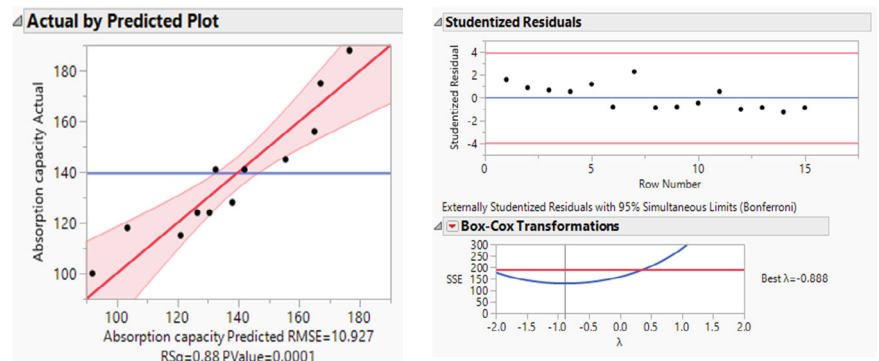 Actual by Predicted Plot
Absorption capacity Actual
180
160
140
120
100
100 120 140 160 180
Absorption capacity Predicted RMSE=10.927
RSq=0.88 PValue=0.0001
Studentized Residuals
Studentized Residual
4
2
0
-2
-4
0 5 10 15
Row Number
Externally Studentized Residuals with 95% Simultaneous Limits (Bonferroni)
Box-Cox Transformations
SSE
300
250
200
150
100
50
0
-2.0 -1.5 -1.0 -0.5 0.0 0.5 1.0 1.5 2.0
λ
Best λ=-0.888